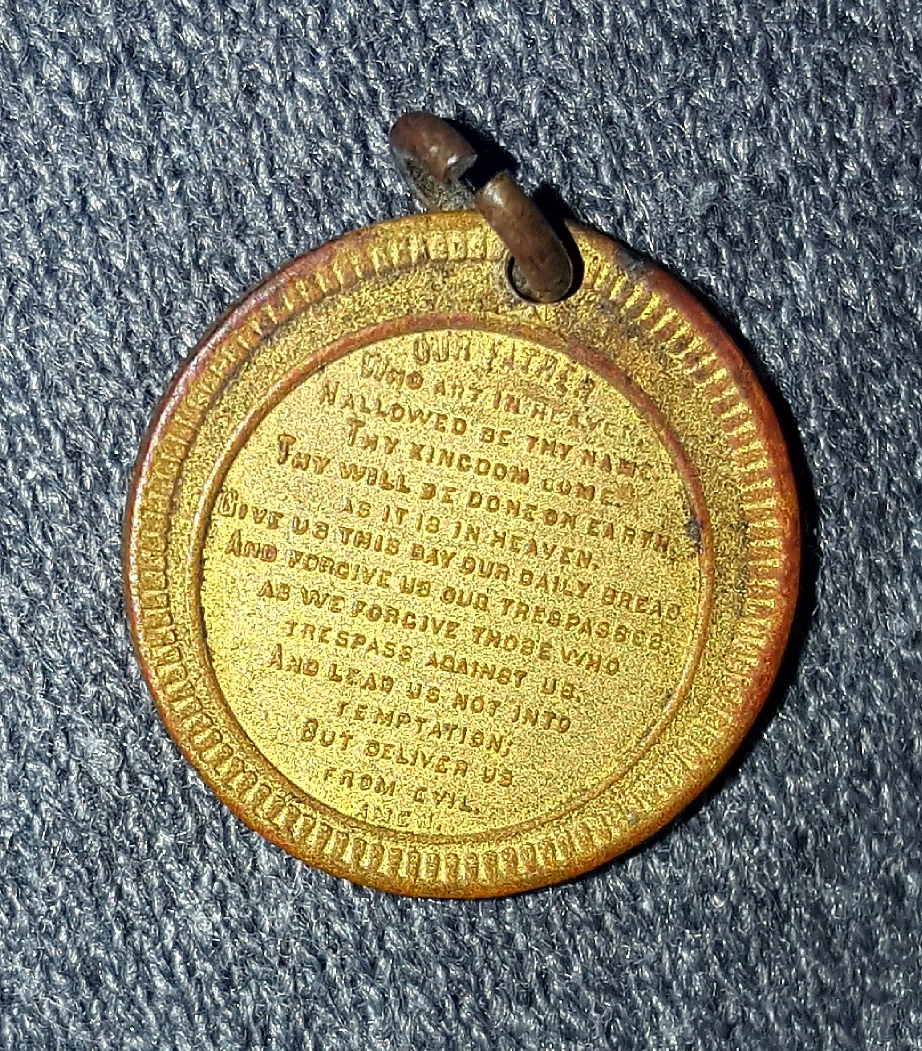 OUR FATHER
WHO ART IN HEAVEN,
HALLOWED BE THY NAME.
THY KINGDOM COME.
THY WILL BE DONE ON EARTH,
AS IT IS IN HEAVEN.
GIVE US THIS DAY OUR DAILY BREAD
AND FORGIVE US OUR TRESPASSES
AS WE FORGIVE THOSE WHO
TRESPASS AGAINST US.
AND LEAD US NOT INTO
TEMPTATION;
BUT DELIVER US
FROM EVIL.
AMEN.